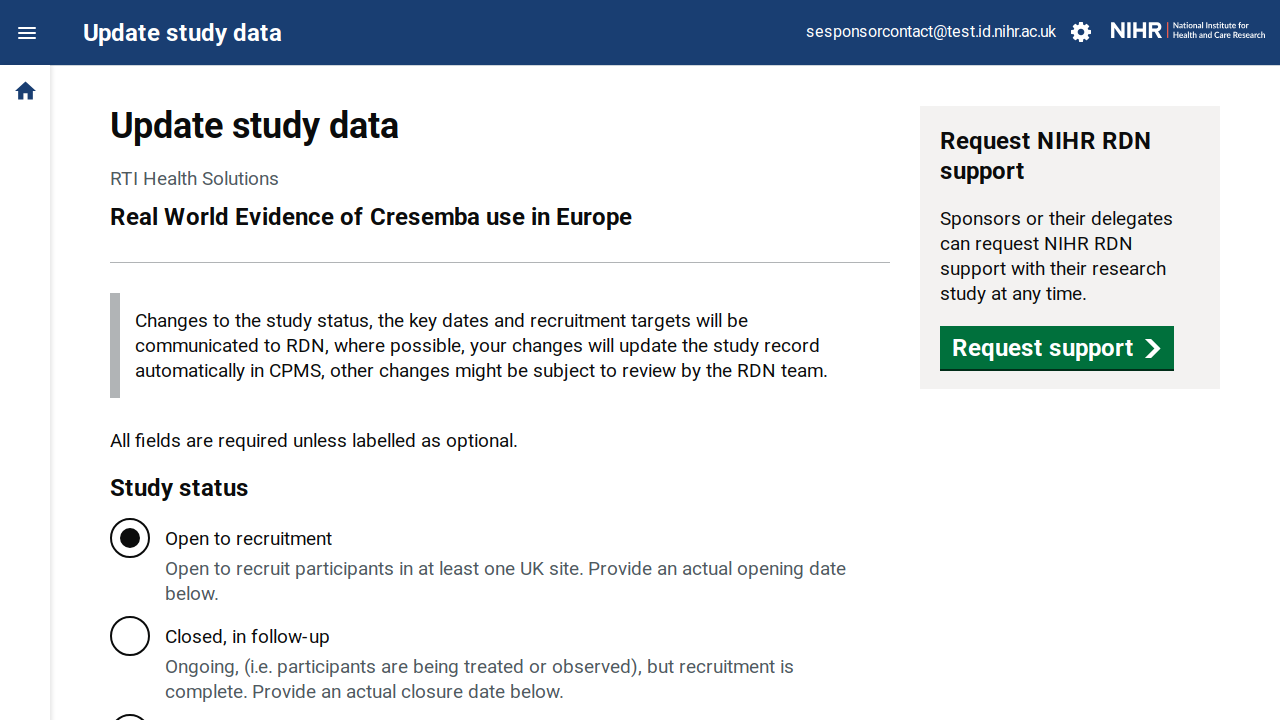 Update study data
sesponsorcontact@test.id.nihr.ac.uk
NIHR | National Institute for
Health and Care Research
Update study data
RTI Health Solutions
Real World Evidence of Cresemba use in Europe
Changes to the study status, the key dates and recruitment targets will be
communicated to RDN, where possible, your changes will update the study record
automatically in CPMS, other changes might be subject to review by the RDN team.
All fields are required unless labelled as optional.
Study status
Open to recruitment
Open to recruit participants in at least one UK site. Provide an actual opening date
below.
Closed, in follow-up
Ongoing, (i.e. participants are being treated or observed), but recruitment is
complete. Provide an actual closure date below.
Request NIHR RDN
support
Sponsors or their delegates
can request NIHR RDN
support with their research
study at any time.
Request support